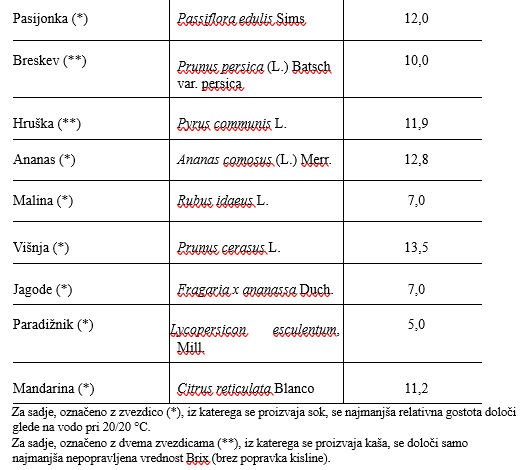 Pasijonka (*) Passiflora edulis Sims 12,0
Breskev (**) Prunus persica (L.) Batsch 10,0
var. persica
Hruška (**) Pyrus communis L. 11,9
Ananas (*) Ananas comosus (L.) Merr. 12,8
Malina (*) Rubus idaeus L. 7,0
Višnja (*) Prunus cerasus L. 13,5
Jagode (*) Fragaria x ananassa Duch. 7,0
Paradižnik (*) Lycopersicon esculentum, 5,0
Mill.
Mandarina (*) Citrus reticulata Blanco 11,2
Za sadje, označeno z zvezdico (*), iz katerega se proizvaja sok, se najmanjša relativna gostota določi
glede na vodo pri 20/20 °C.
Za sadje, označeno z dvema zvezdicama (**), iz katerega se proizvaja kaša, se določi samo
najmanjša nepopravljena vrednost Brix (brez popravka kisline).